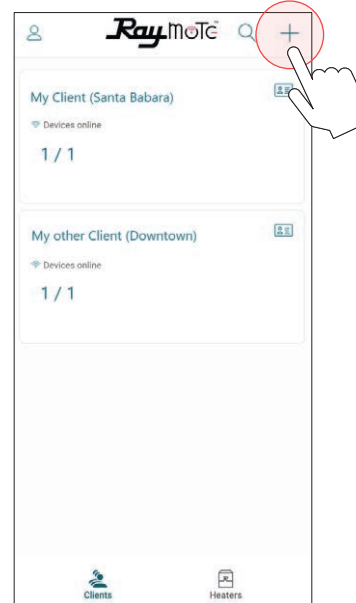 RayMOTE
My Client (Santa Babara)
Devices online
1 / 1
My other Client (Downtown)
Devices online
1 / 1
Clients
Heaters